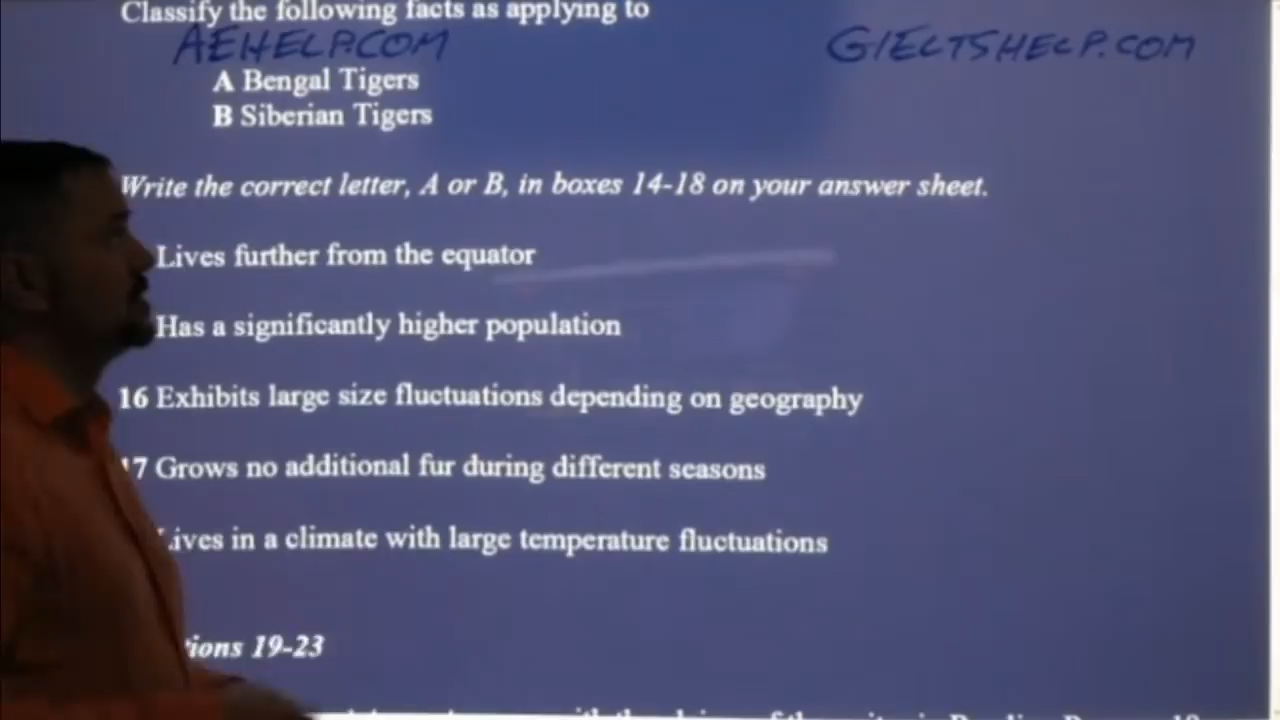 Classify the following facts as applying to
AEHELP.COM GIELTSHELP.COM
A Bengal Tigers
B Siberian Tigers
Write the correct letter, A or B, in boxes 14-18 on your answer sheet.
Lives further from the equator
Has a significantly higher population
16 Exhibits large size fluctuations depending on geography
17 Grows no additional fur during different seasons
Lives in a climate with large temperature fluctuations
tions 19-23